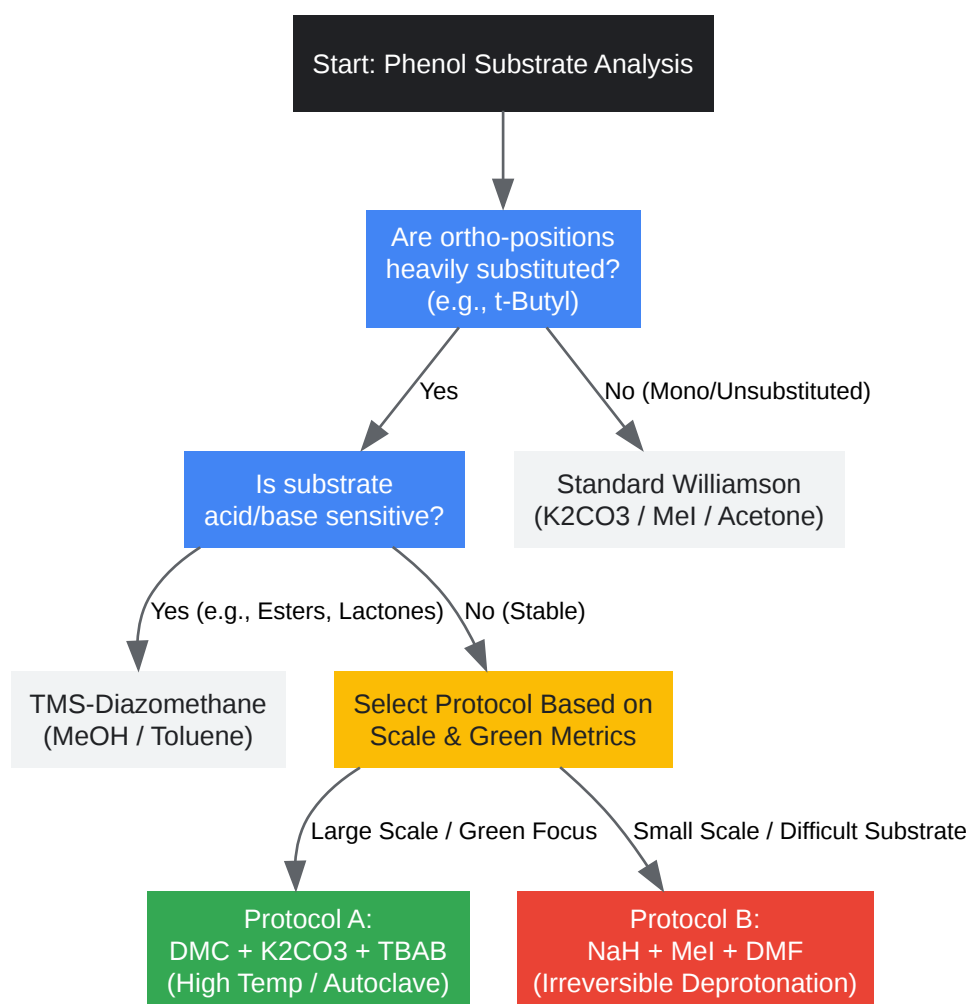 Start: Phenol Substrate Analysis
Are ortho-positions
heavily substituted?
(e.g., t-Butyl)
Yes
No (Mono/Unsubstituted)
Is substrate
acid/base sensitive?
Standard Williamson
(K2CO3 / MeI / Acetone)
Yes (e.g., Esters, Lactones)
No (Stable)
TMS-Diazomethane
(MeOH / Toluene)
Select Protocol Based on
Scale & Green Metrics
Large Scale / Green Focus
Small Scale / Difficult Substrate
Protocol A:
DMC + K2CO3 + TBAB
(High Temp / Autoclave)
Protocol B:
NaH + MeI + DMF
(Irreversible Deprotonation)